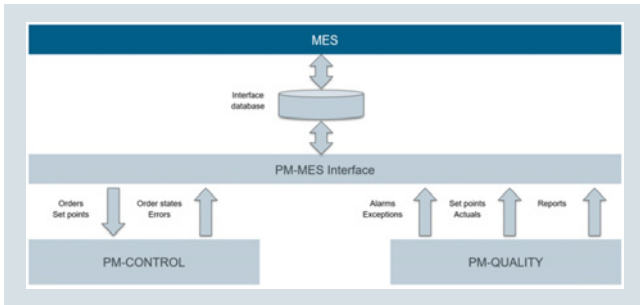 MES
Interface
database
PM-MES Interface
Orders
Set points
Order states
Errors
Alarms
Exceptions
Set points
Actuals
Reports
PM-CONTROL
PM-QUALITY